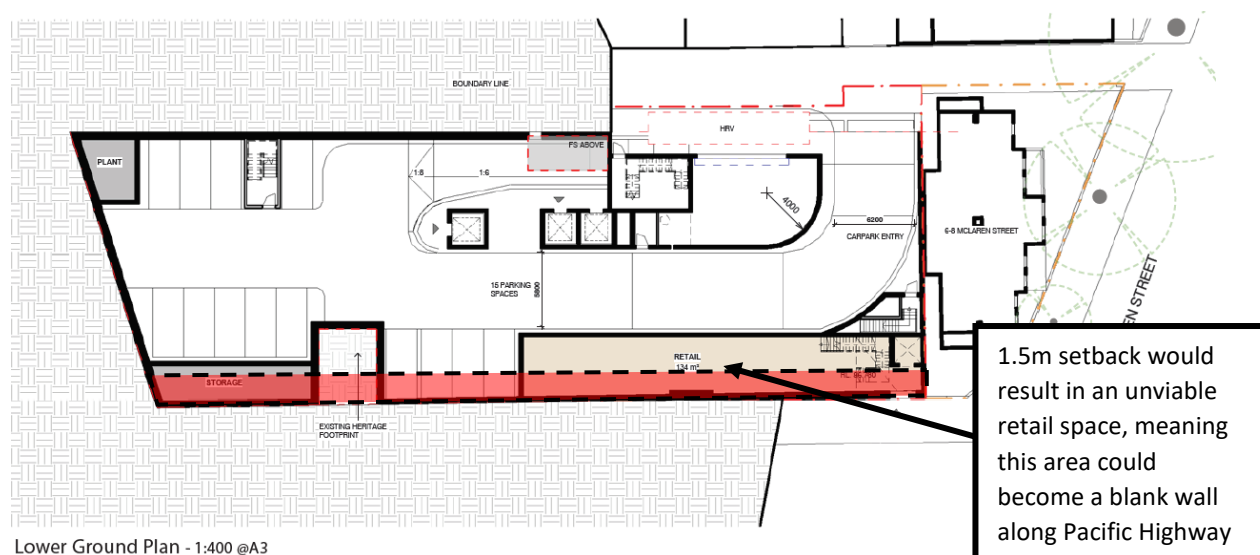 BOUNDARY LINE
HRV
FS ABOVE
PLANT
1:8
1:6
4000
6200
CARPARK ENTRY
6-8 MCLAREN STREET
15 PARKING
SPACES
5800
EN STREET
RETAIL
134 m²
STORAGE
EXISTING HERITAGE
FOOTPRINT
1.5m setback would
result in an unviable
retail space, meaning
this area could
become a blank wall
along Pacific Highway
Lower Ground Plan - 1:400 @A3